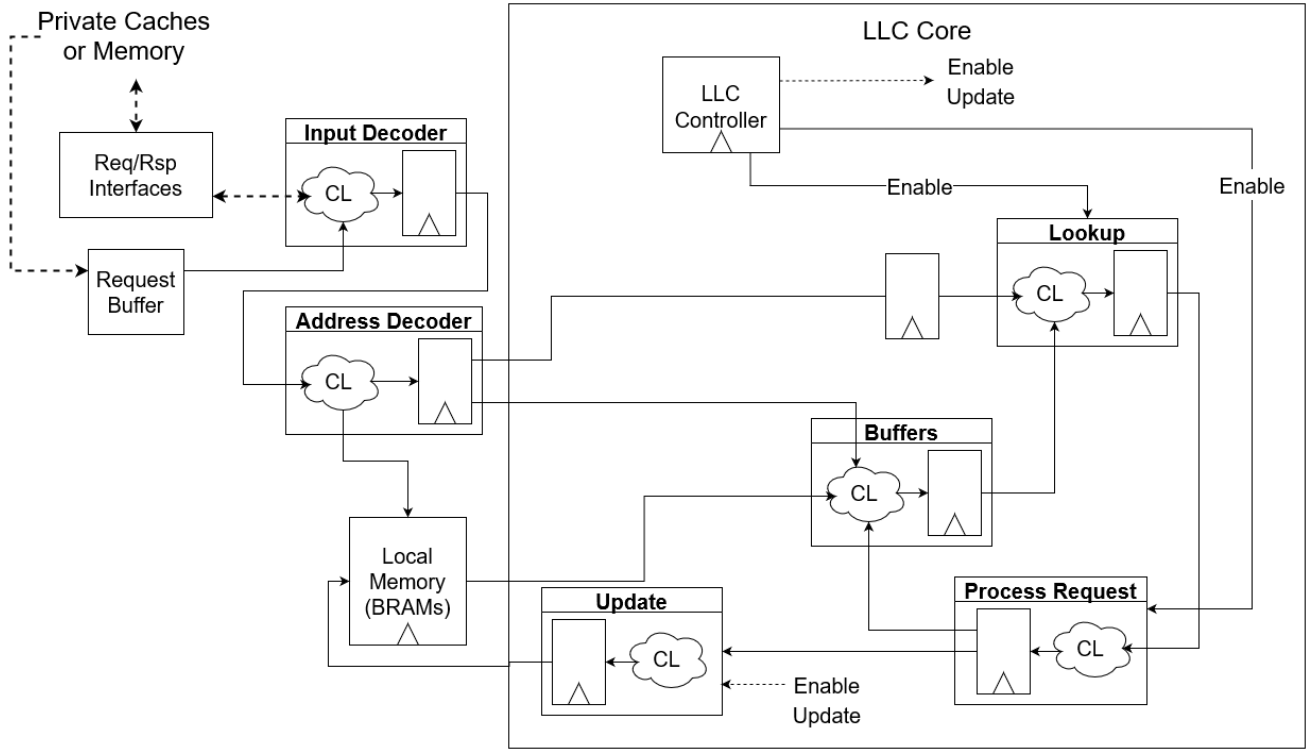 Private Caches
or Memory
LLC Core
LLC
Controller
Enable
Update
Input Decoder
CL
Req/Rsp
Interfaces
Enable
Enable
Lookup
CL
Request
Buffer
Address Decoder
CL
Buffers
CL
Local
Memory
(BRAMs)
Update
CL
Process Request
CL
Enable
Update